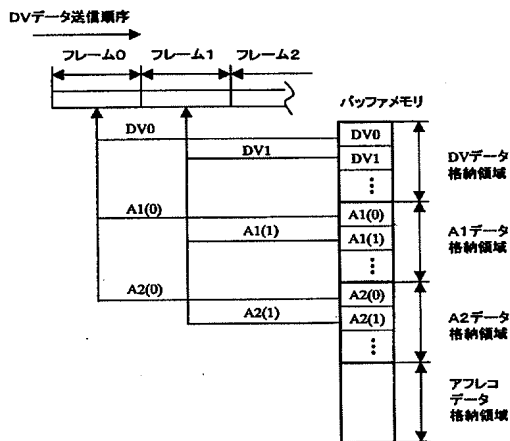 DVデータ送信順序
フレーム0 フレーム1 フレーム2
バッファメモリ
DV0
DV1
DV0
DV1
⋮
DVデータ
格納領域
A1(0)
A1(1)
A1(0)
A1(1)
⋮
A1データ
格納領域
A2(0)
A2(1)
A2(0)
A2(1)
⋮
A2データ
格納領域
アフレコ
データ
格納領域